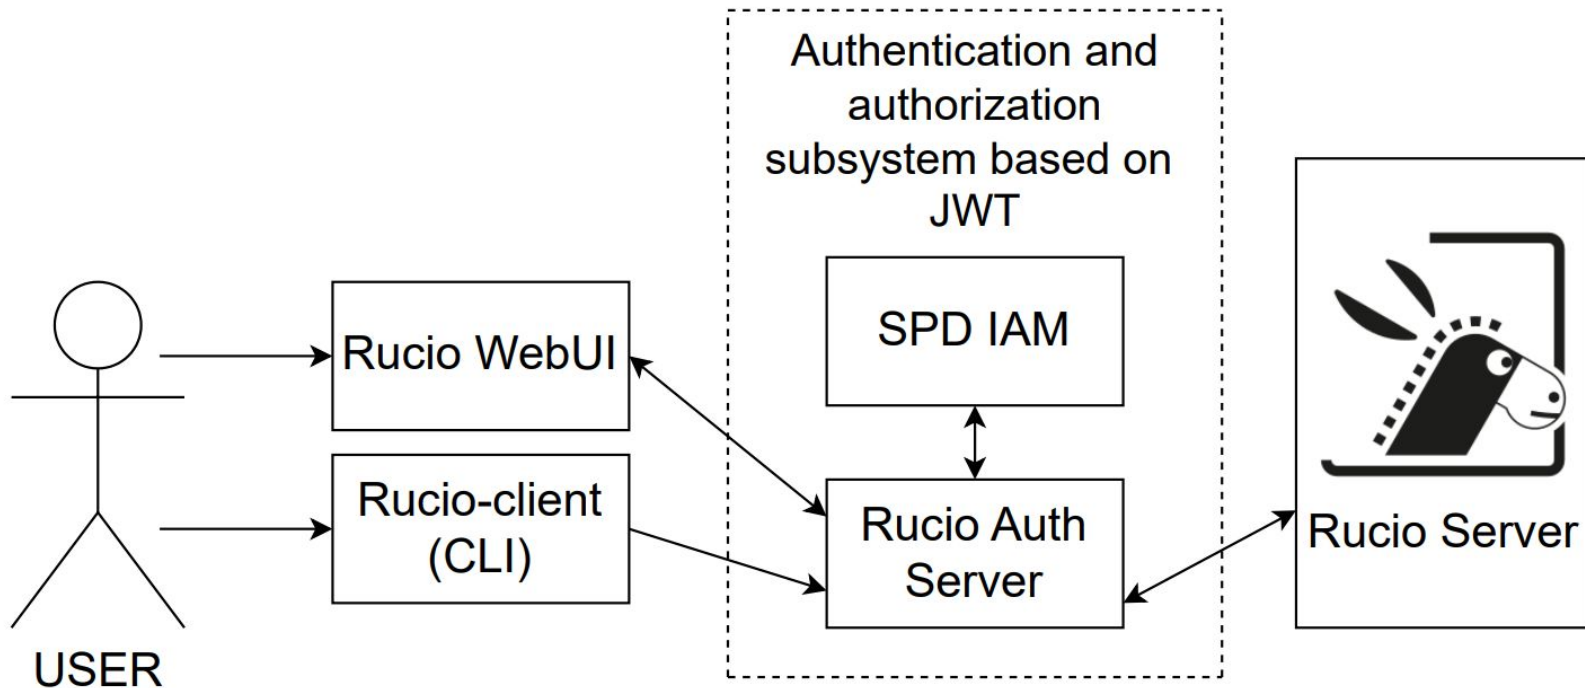 Authentication and
authorization
subsystem based on
JWT
SPD IAM
Rucio WebUI
Rucio-client
(CLI)
Rucio Auth
Server
Rucio Server
USER